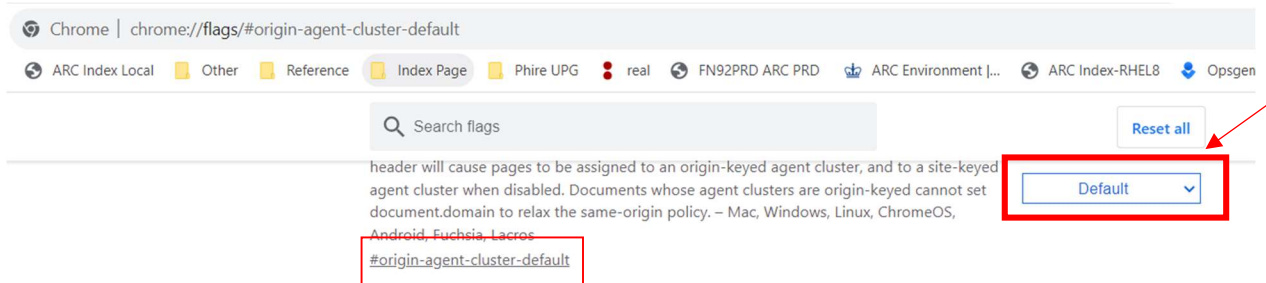 Chrome | chrome://flags/#origin-agent-cluster-default
ARC Index Local Other Reference Index Page Phire UPG real FN92PRD ARC PRD ARC Environment |... ARC Index-RHEL8 Opsgen
Search flags
Reset all
header will cause pages to be assigned to an origin-keyed agent cluster, and to a site-keyed
agent cluster when disabled. Documents whose agent clusters are origin-keyed cannot set
Default
document.domain to relax the same-origin policy. – Mac, Windows, Linux, ChromeOS,
Android, Fuchsia, Lacros
#origin-agent-cluster-default